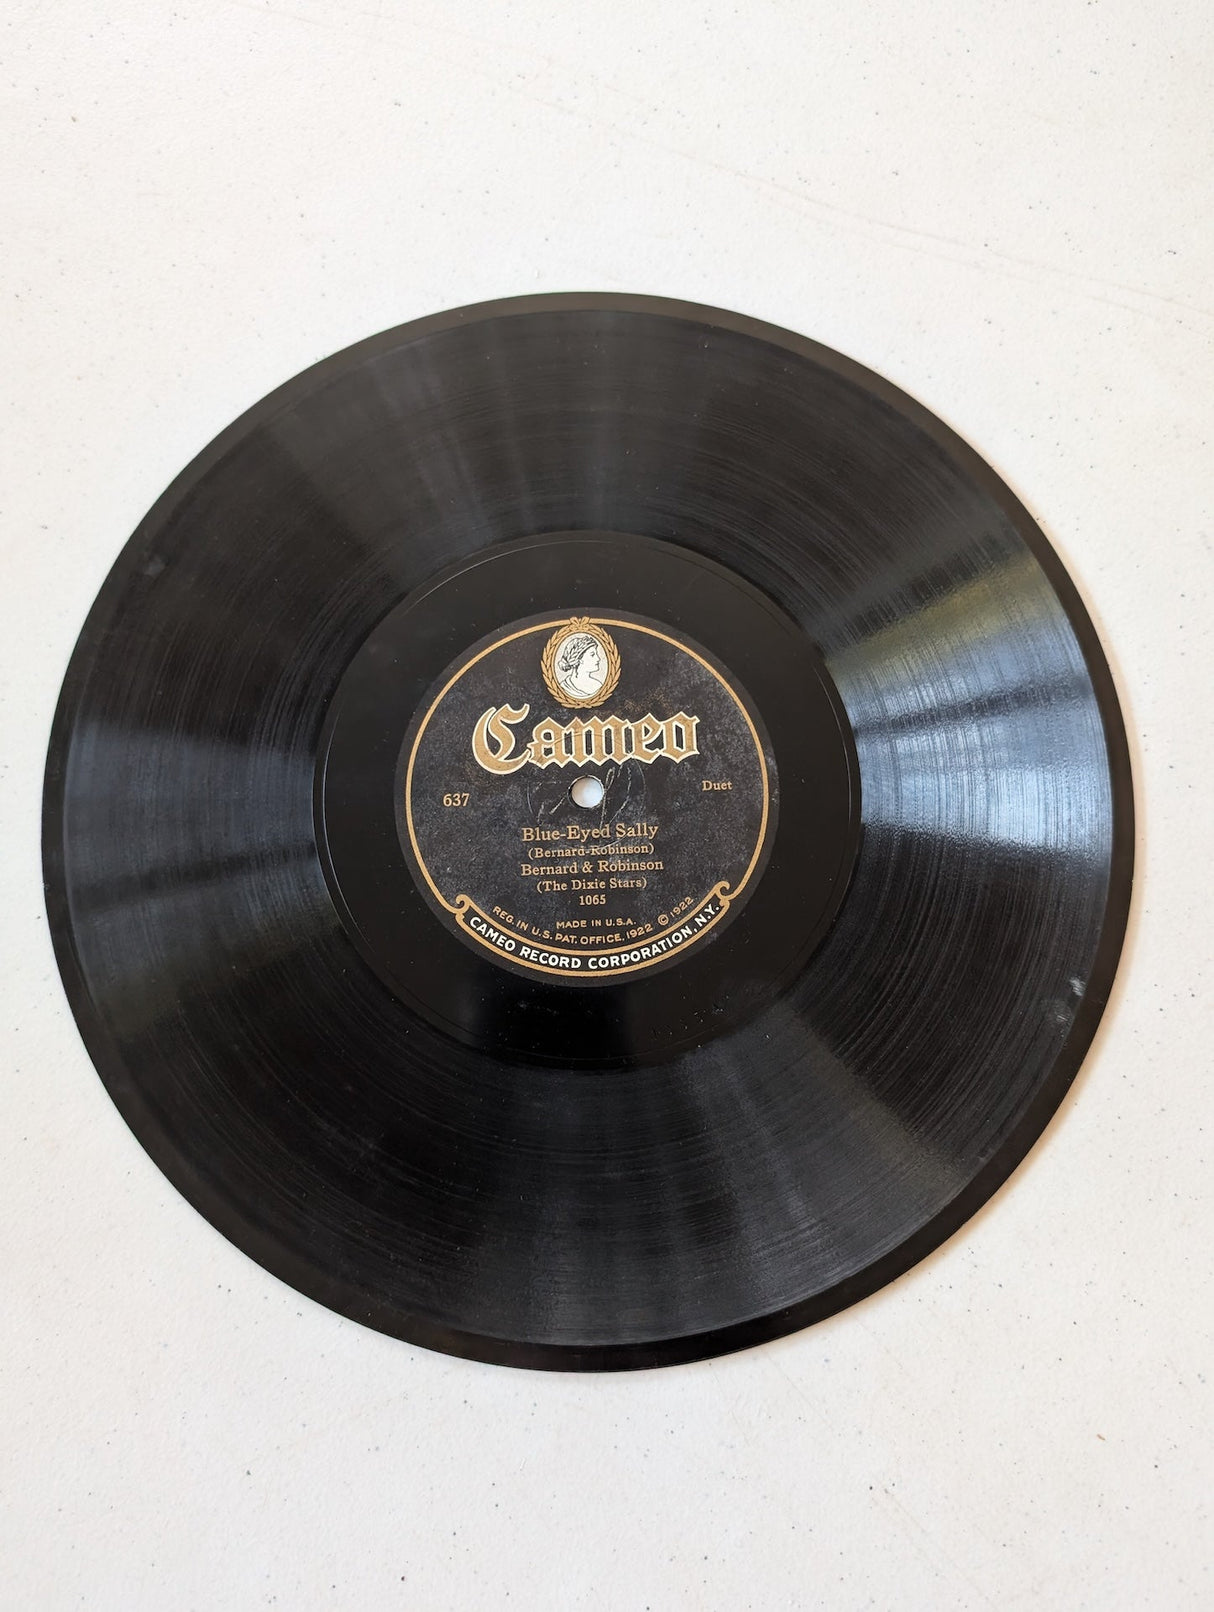 Cameo
637
Duet
Blue-Eyed Sally
(Bernard-Robinson)
Bernard & Robinson
(The Dixie Stars)
1065
MADE IN U.S.A.
REG. IN U.S. PAT. OFFICE, 1922 © 1922
CAMEO RECORD CORPORATION, N.Y.